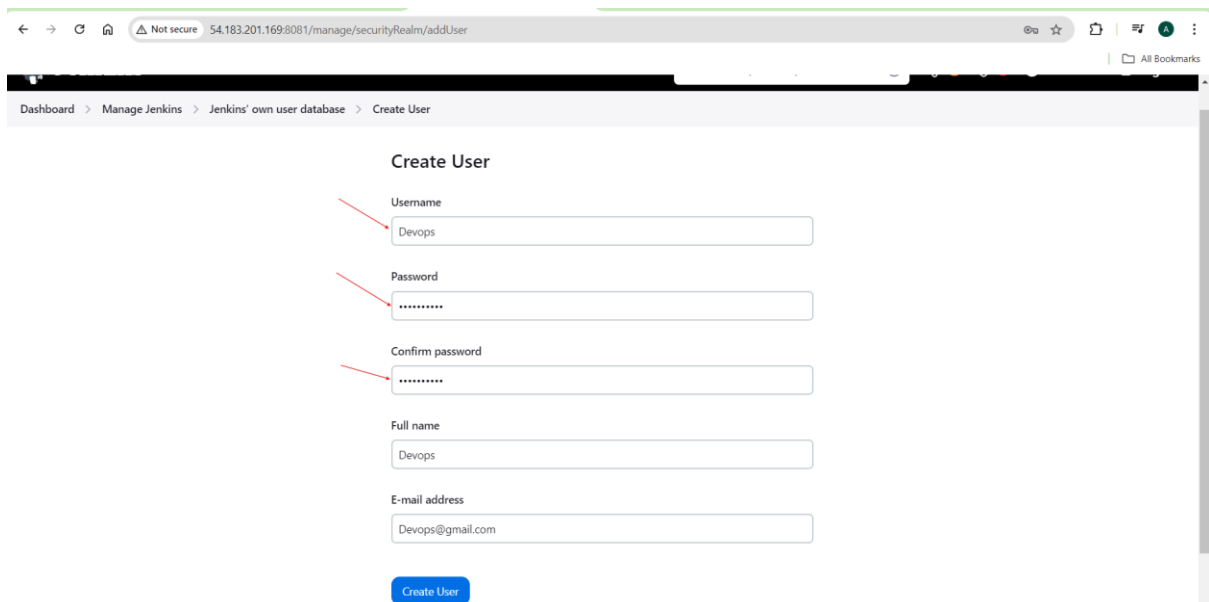 Not secure 54.183.201.169:8081/manage/securityRealm/addUser
A
All Bookmarks
Dashboard > Manage Jenkins > Jenkins' own user database > Create User
Create User
Username
Devops
Password
••••••••••
Confirm password
••••••••••
Full name
Devops
E-mail address
Devops@gmail.com
Create User